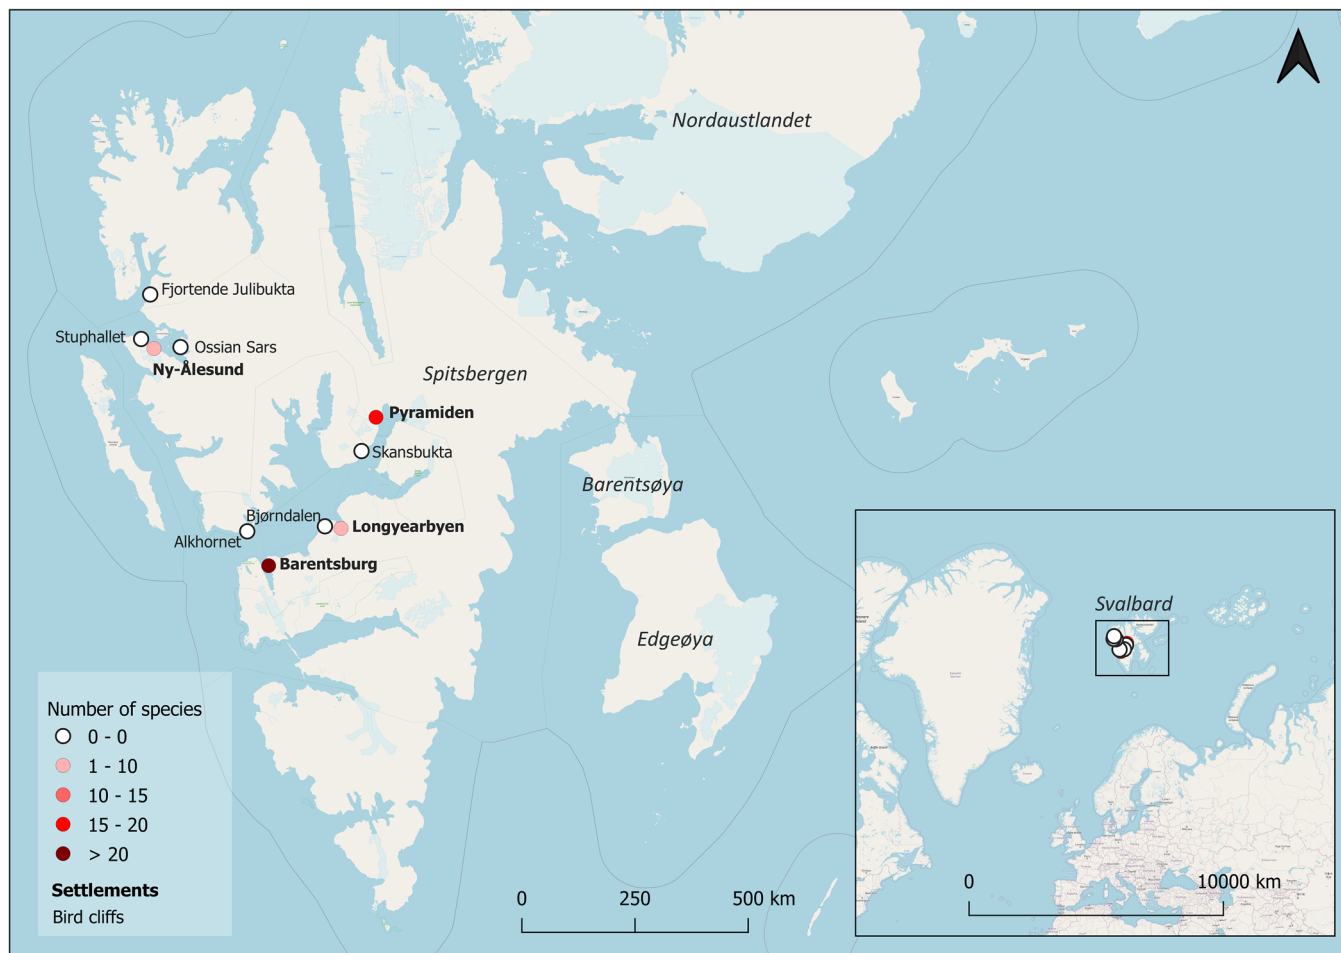 Nordaustlandet
Fjortende Julibukta
Stuphallet
Ossian Sars
Ny-Ålesund
Spitsbergen
Pyramiden
Skansbukta
Barentsøya
Bjørndalen
Longyearbyen
Alkhornet
Barentsburg
Edgeøya
Svalbard
Number of species
0 - 0
1 - 10
10 - 15
15 - 20
> 20
Settlements
Bird cliffs
0 250 500 km
0 10000 km